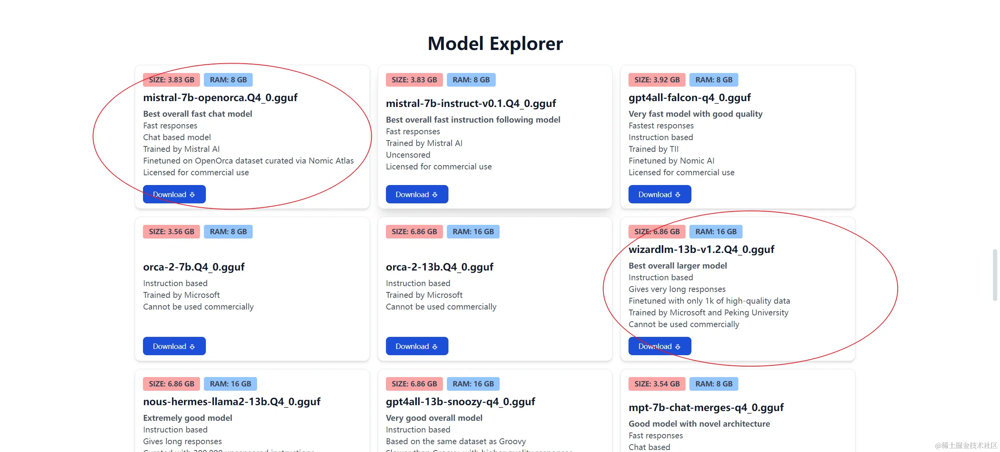 Model Explorer
SIZE: 3.83 GB RAM: 8 GB
mistral-7b-openorca.Q4_0.gguf
Best overall fast chat model
Fast responses
Chat based model
Trained by Mistral AI
Finetuned on OpenOrca dataset curated via Nomic Atlas
Licensed for commercial use
Download
SIZE: 3.83 GB RAM: 8 GB
mistral-7b-instruct-v0.1.Q4_0.gguf
Best overall fast instruction following model
Fast responses
Trained by Mistral AI
Uncensored
Licensed for commercial use
Download
SIZE: 3.92 GB RAM: 8 GB
gpt4all-falcon-q4_0.gguf
Very fast model with good quality
Fastest responses
Instruction based
Trained by TII
Finetuned by Nomic AI
Licensed for commercial use
Download
SIZE: 3.56 GB RAM: 8 GB
orca-2-7b.Q4_0.gguf
Instruction based
Trained by Microsoft
Cannot be used commercially
Download
SIZE: 6.86 GB RAM: 16 GB
orca-2-13b.Q4_0.gguf
Instruction based
Trained by Microsoft
Cannot be used commercially
Download
SIZE: 6.86 GB RAM: 16 GB
wizardlm-13b-v1.2.Q4_0.gguf
Best overall larger model
Instruction based
Gives very long responses
Finetuned with only 1k of high-quality data
Trained by Microsoft and Peking University
Cannot be used commercially
Download
SIZE: 6.86 GB RAM: 16 GB
nous-hermes-llama2-13b.Q4_0.gguf
Extremely good model
Instruction based
Gives long responses
Curated with 300,000 uncensored instructions
SIZE: 6.86 GB RAM: 16 GB
gpt4all-13b-snoozy-q4_0.gguf
Very good overall model
Instruction based
Based on the same dataset as Groovy
Slower than Groovy, with higher quality responses
SIZE: 3.54 GB RAM: 8 GB
mpt-7b-chat-merges-q4_0.gguf
Good model with novel architecture
Fast responses
Chat based
@稀土掘金技术社区